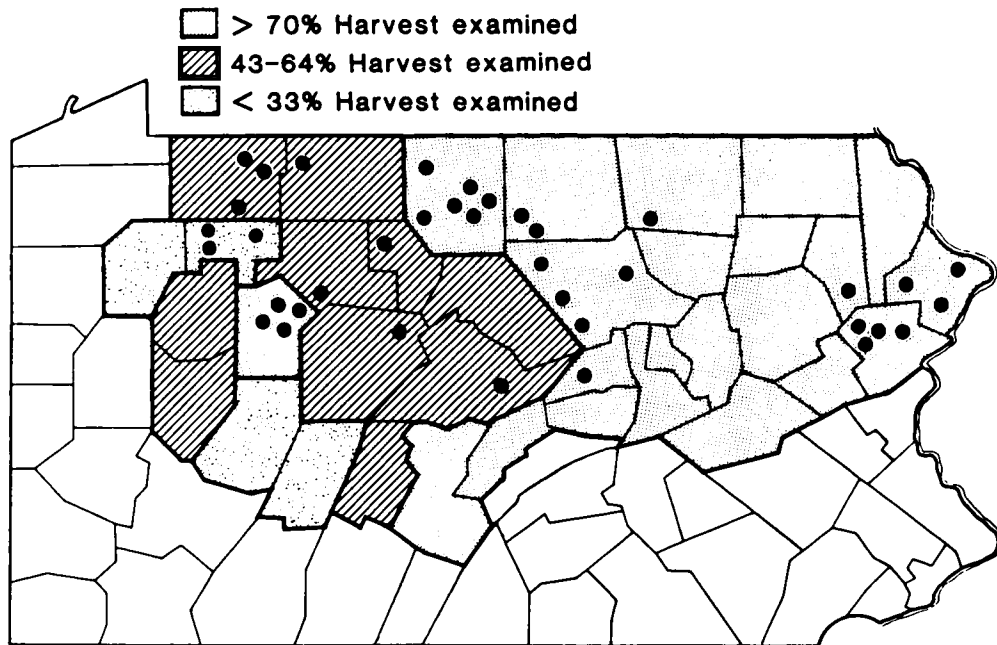 > 70% Harvest examined
43-64% Harvest examined
< 33% Harvest examined